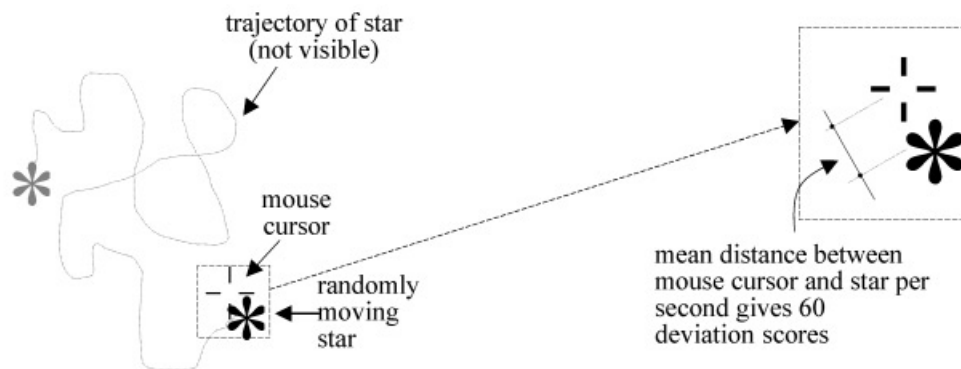 trajectory of star
(not visible)
mouse
cursor
randomly
moving
star
mean distance between
mouse cursor and star per
second gives 60
deviation scores